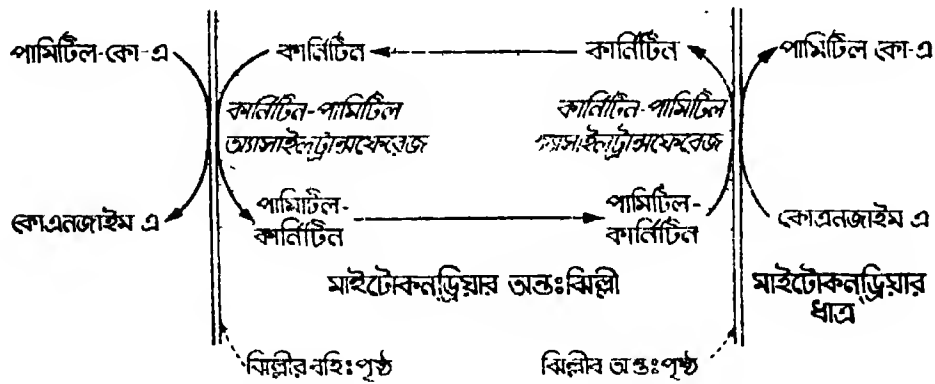 পামিটিল-কো-এ
কার্নিটিন
কার্নিটিন
পামিটিল কো-এ
কার্নিটিন-পামিটিল
অ্যাসাইলট্রান্সফেরেজ
কার্নিটিন-পামিটিল
অ্যাসাইলট্রান্সফেরেজ
কোএনজাইম এ
পামিটিল-
কার্নিটিন
পামিটিল-
কার্নিটিন
কোএনজাইম এ
মাইটোকনড্রিয়ার অন্তঃঝিল্লী
মাইটোকনড্রিয়ার
ধাত্র
ঝিল্লীর বহিঃপৃষ্ঠ
ঝিল্লীর অন্তঃপৃষ্ঠ